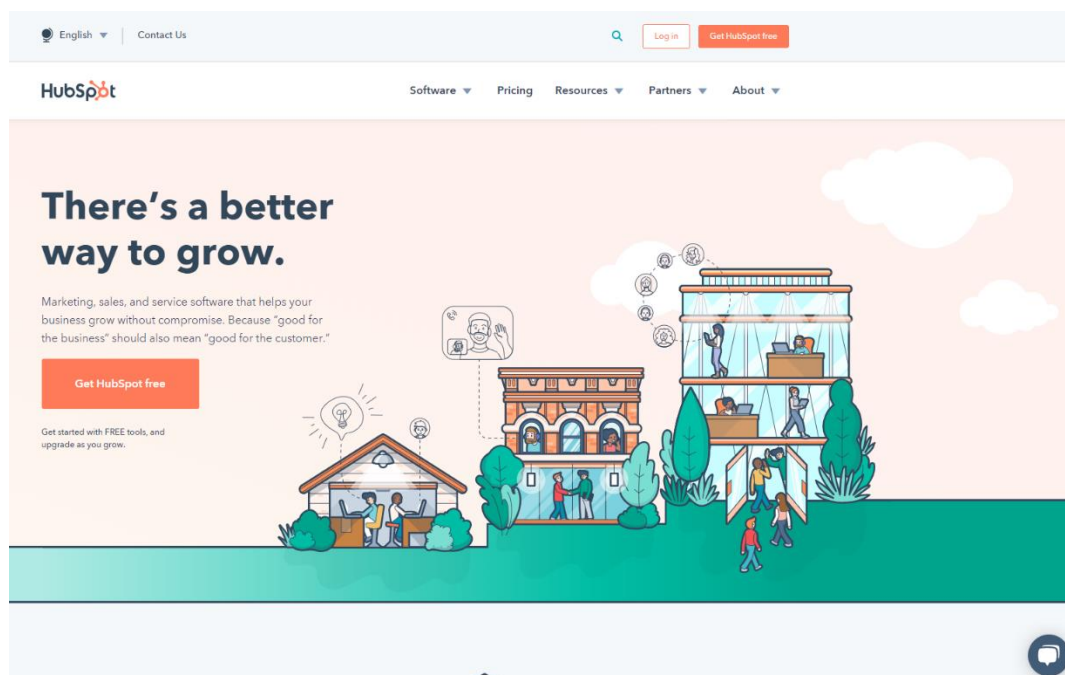 English
Contact Us
Log in
Get HubSpot free
HubSpot
Software
Pricing
Resources
Partners
About
There's a better
way to grow.
Marketing, sales, and service software that helps your
business grow without compromise. Because "good for
the business" should also mean "good for the customer."
Get HubSpot free
Get started with FREE tools, and
upgrade as you grow.